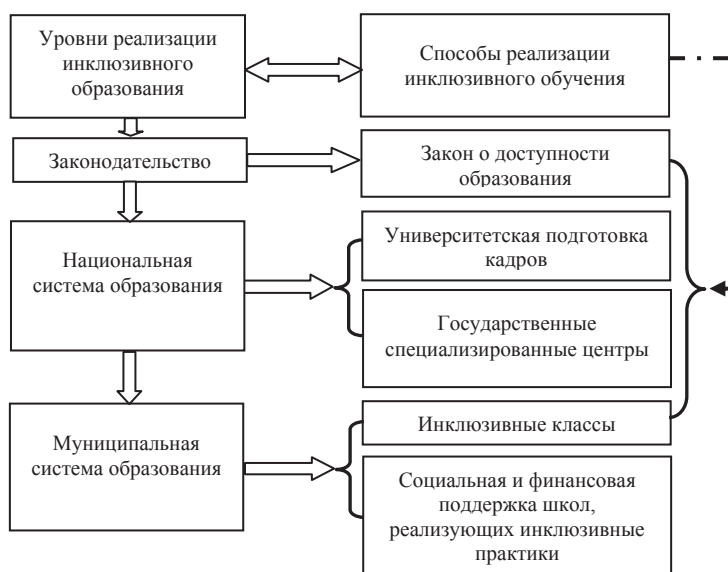 Уровни реализации
инклюзивного
образования
Способы реализации
инклюзивного обучения
Законодательство
Закон о доступности
образования
Национальная
система образования
Университетская подготовка
кадров
Государственные
специализированные центры
Муниципальная
система образования
Инклюзивные классы
Социальная и финансовая
поддержка школ,
реализующих инклюзивные
практики